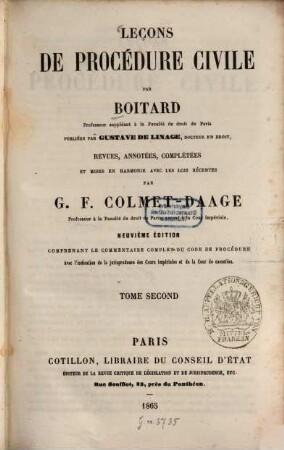 LEÇONS
DE PROCÉDURE CIVILE
PAR
BOITARD
Professeur suppléant à la Faculté de droit de Paris
PUBLIÉES PAR GUSTAVE DE LINAGE, DOCTEUR EN DROIT,
REVUES, ANNOTÉES, COMPLÉTÉES
ET MISES EN HARMONIE AVEC LES LOIS RÉCENTES
PAR
G. F. COLMET-DAAGE
Professeur à la Faculté de droit de Paris, à la Cour Impériale.
NEUVIÈME ÉDITION
COMPRENANT LE COMMENTAIRE COMPLET DU CODE DE PROCÉDURE
Avec l'indication de la jurisprudence des Cours Impériales et de la Cour de cassation.
TOME SECOND
PARIS
COTILLON, LIBRAIRE DU CONSEIL D'ÉTAT
ÉDITEUR DE LA REVUE CRITIQUE DE LÉGISLATION ET DE JURISPRUDENCE, ETC.
Rue Soufflot, 23, près du Panthéon.
1865